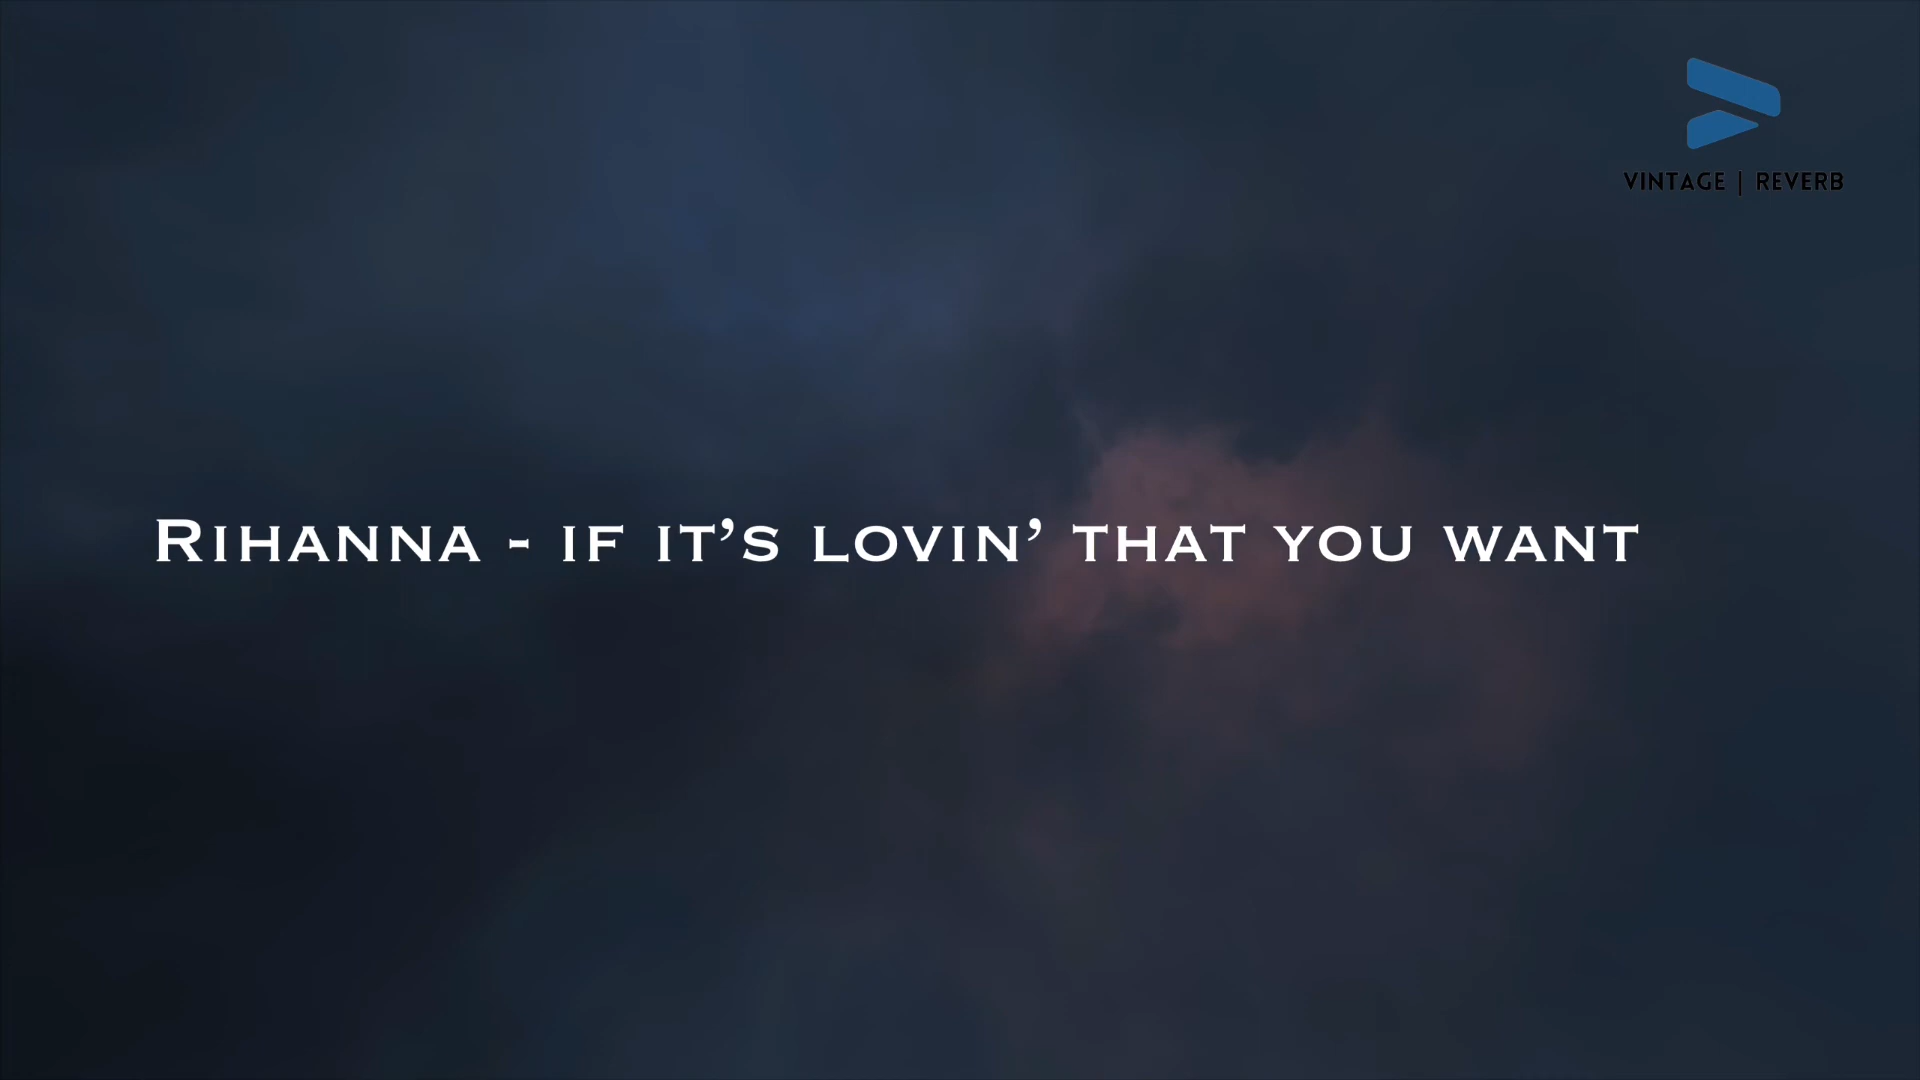 VINTAGE | REVERB
Rihanna - if it’s lovin’ that you want